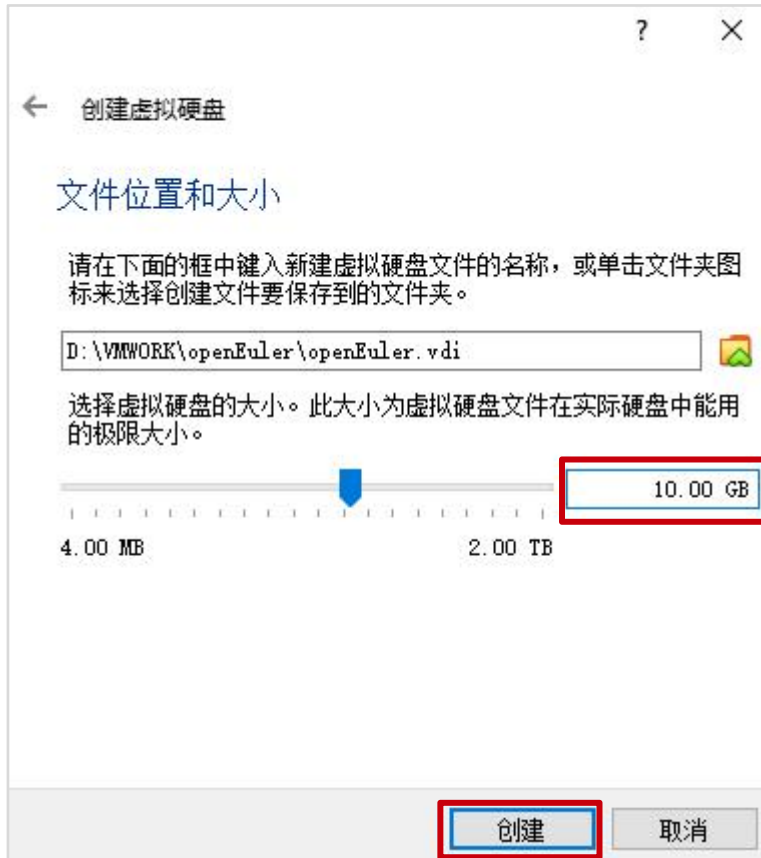 ?
创建虚拟硬盘
文件位置和大小
请在下面的框中键入新建虚拟硬盘文件的名称，或单击文件夹图
标来选择创建文件要保存到的文件夹。
D:\VMWORK\openEuler\openEuler.vdi
选择虚拟硬盘的大小。此大小为虚拟硬盘文件在实际硬盘中能用
的极限大小。
10.00 GB
4.00 MB 2.00 TB
创建 取消